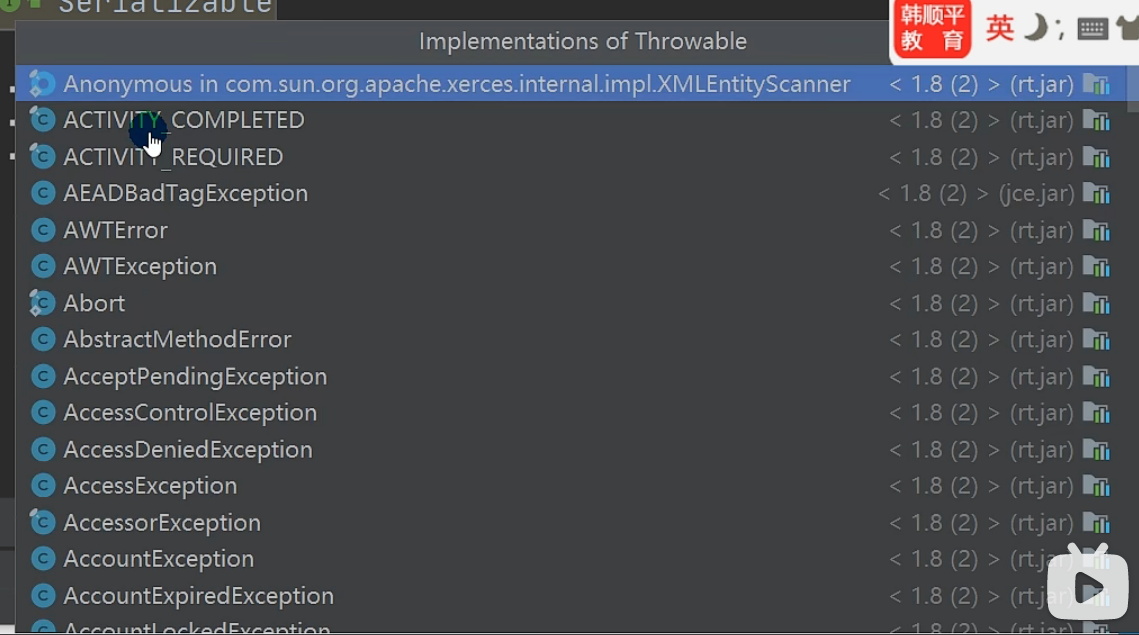 Serializable
韩顺平
教 育
英
;
Implementations of Throwable
Anonymous in com.sun.org.apache.xerces.internal.impl.XMLEntityScanner < 1.8 (2) > (rt.jar)
ACTIVITY_COMPLETED < 1.8 (2) > (rt.jar)
ACTIVITY_REQUIRED < 1.8 (2) > (rt.jar)
AEADBadTagException < 1.8 (2) > (jce.jar)
AWTError < 1.8 (2) > (rt.jar)
AWTException < 1.8 (2) > (rt.jar)
Abort < 1.8 (2) > (rt.jar)
AbstractMethodError < 1.8 (2) > (rt.jar)
AcceptPendingException < 1.8 (2) > (rt.jar)
AccessControlException < 1.8 (2) > (rt.jar)
AccessDeniedException < 1.8 (2) > (rt.jar)
AccessException < 1.8 (2) > (rt.jar)
AccessorException < 1.8 (2) > (rt.jar)
AccountException < 1.8 (2) > (rt.jar)
AccountExpiredException < 1.8 (2) > (rt.jar)
AccountLockedException < 1.8 (2) > (rt.jar)